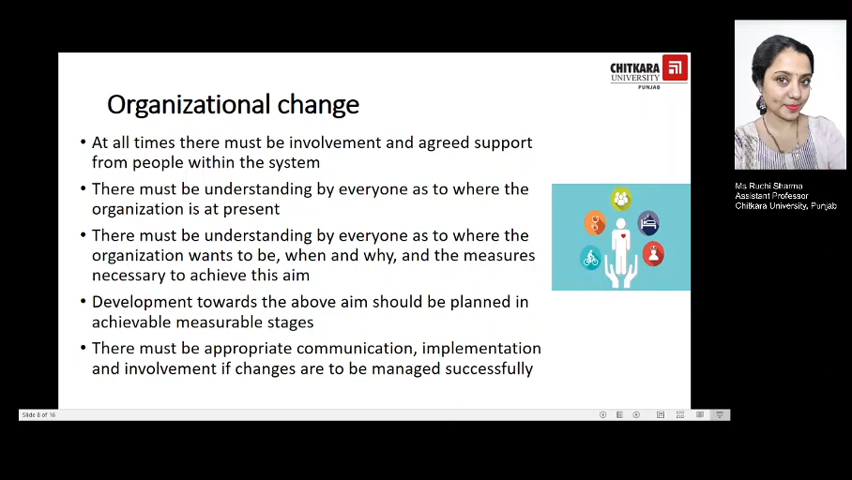 CHITKARA
UNIVERSITY
PUNJAB
Organizational change
• At all times there must be involvement and agreed support
from people within the system
• There must be understanding by everyone as to where the
organization is at present
• There must be understanding by everyone as to where the
organization wants to be, when and why, and the measures
necessary to achieve this aim
• Development towards the above aim should be planned in
achievable measurable stages
• There must be appropriate communication, implementation
and involvement if changes are to be managed successfully
Ms Ruchi Sharma
Assistant Professor
Chitkara University, Punjab
Slide 8 of 16